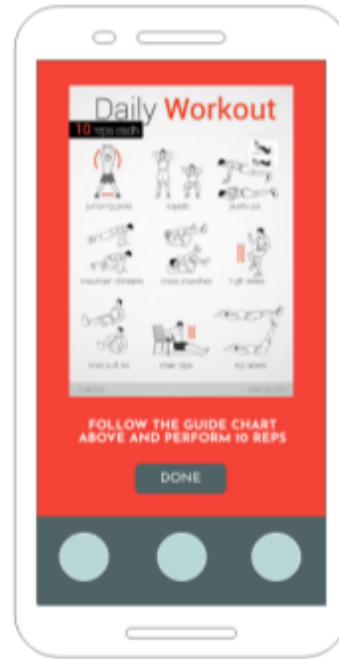 Daily Workout
10 reps each
jumping jacks squats push-ups
mountain climbers cross crunches high knees
knee pull-ins chair dips leg raises
FOLLOW THE GUIDE CHART
ABOVE AND PERFORM 10 REPS
DONE